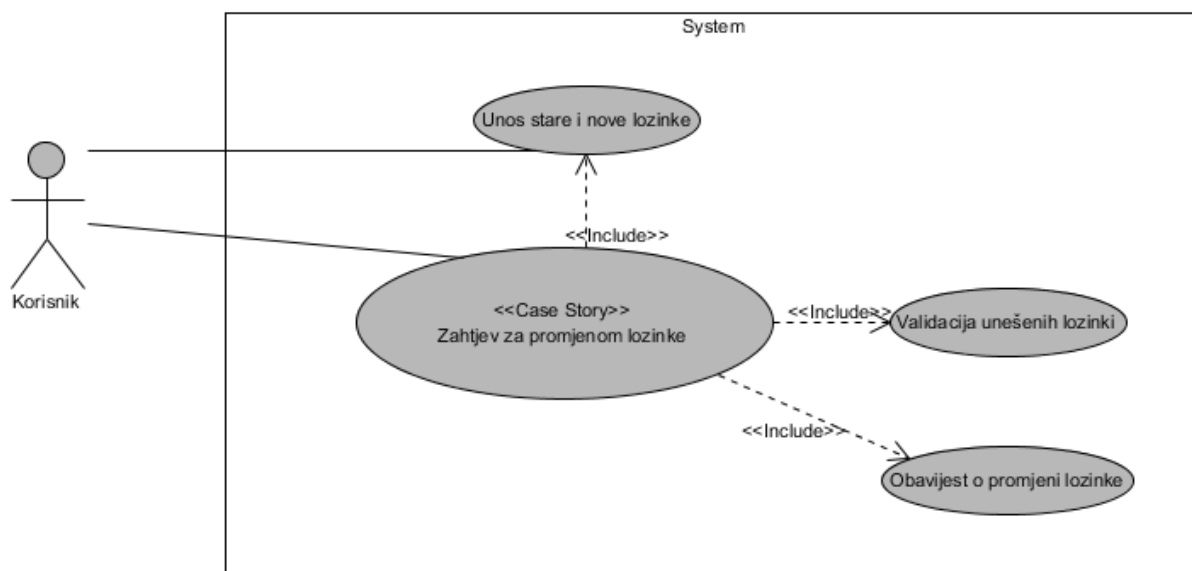 System
Unos stare i nove lozinke
Korisnik
<<Include>>
<<Case Story>>
Zahtjev za promjenom lozinke
<<Include>>
Validacija unešenih lozinki
<<Include>>
Obavijest o promjeni lozinke